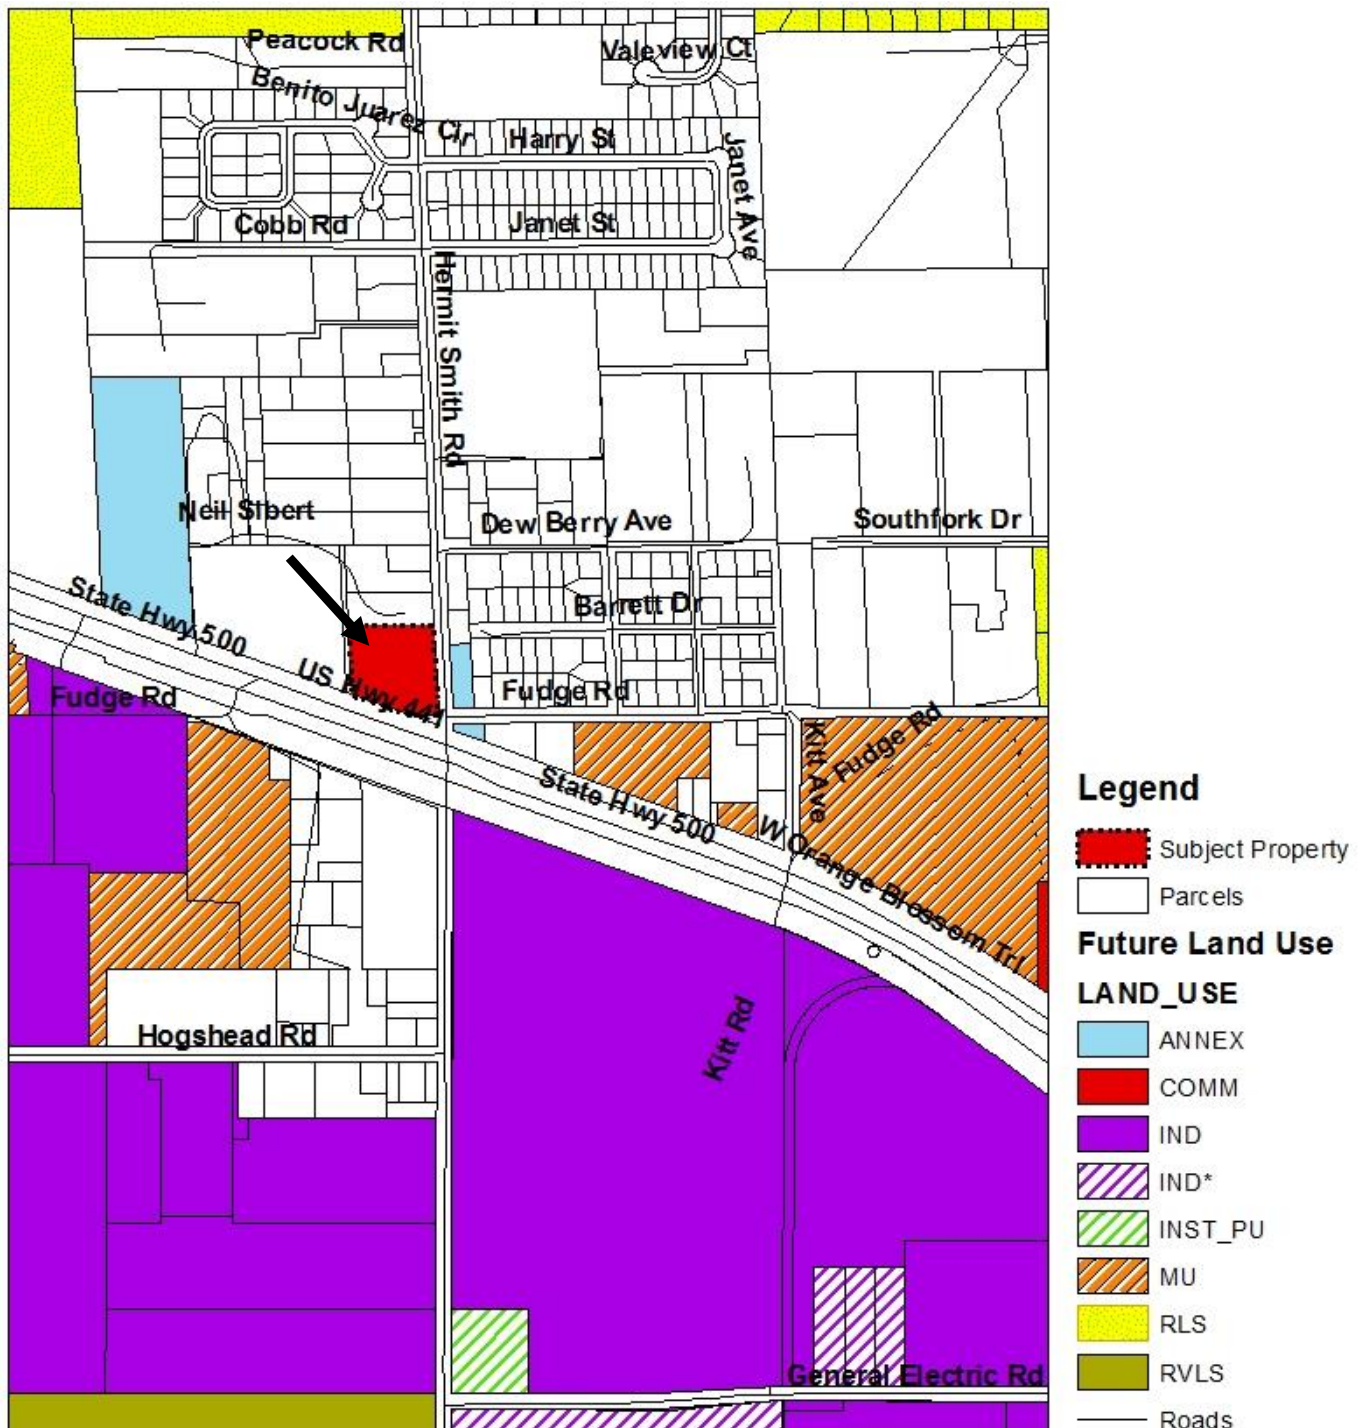 Peacock Rd
Valeview Ct
Benito Juarez Cir
Harry St
Janet Ave
Cobb Rd
Janet St
Hermit Smith Rd
Neil Sibert
Dew Berry Ave
Southfork Dr
State Hwy 500
Barrett Dr
US Hwy 441
Fudge Rd
Fudge Rd
Kitt Ave
Fudge Rd
State Hwy 500
W Orange Blossom Trl
Kitt Rd
Hogshead Rd
General Electric Rd
Legend
Subject Property
Parcels
Future Land Use
LAND_USE
ANNEX
COMM
IND
IND*
INST_PU
MU
RLS
RVLS
Roads